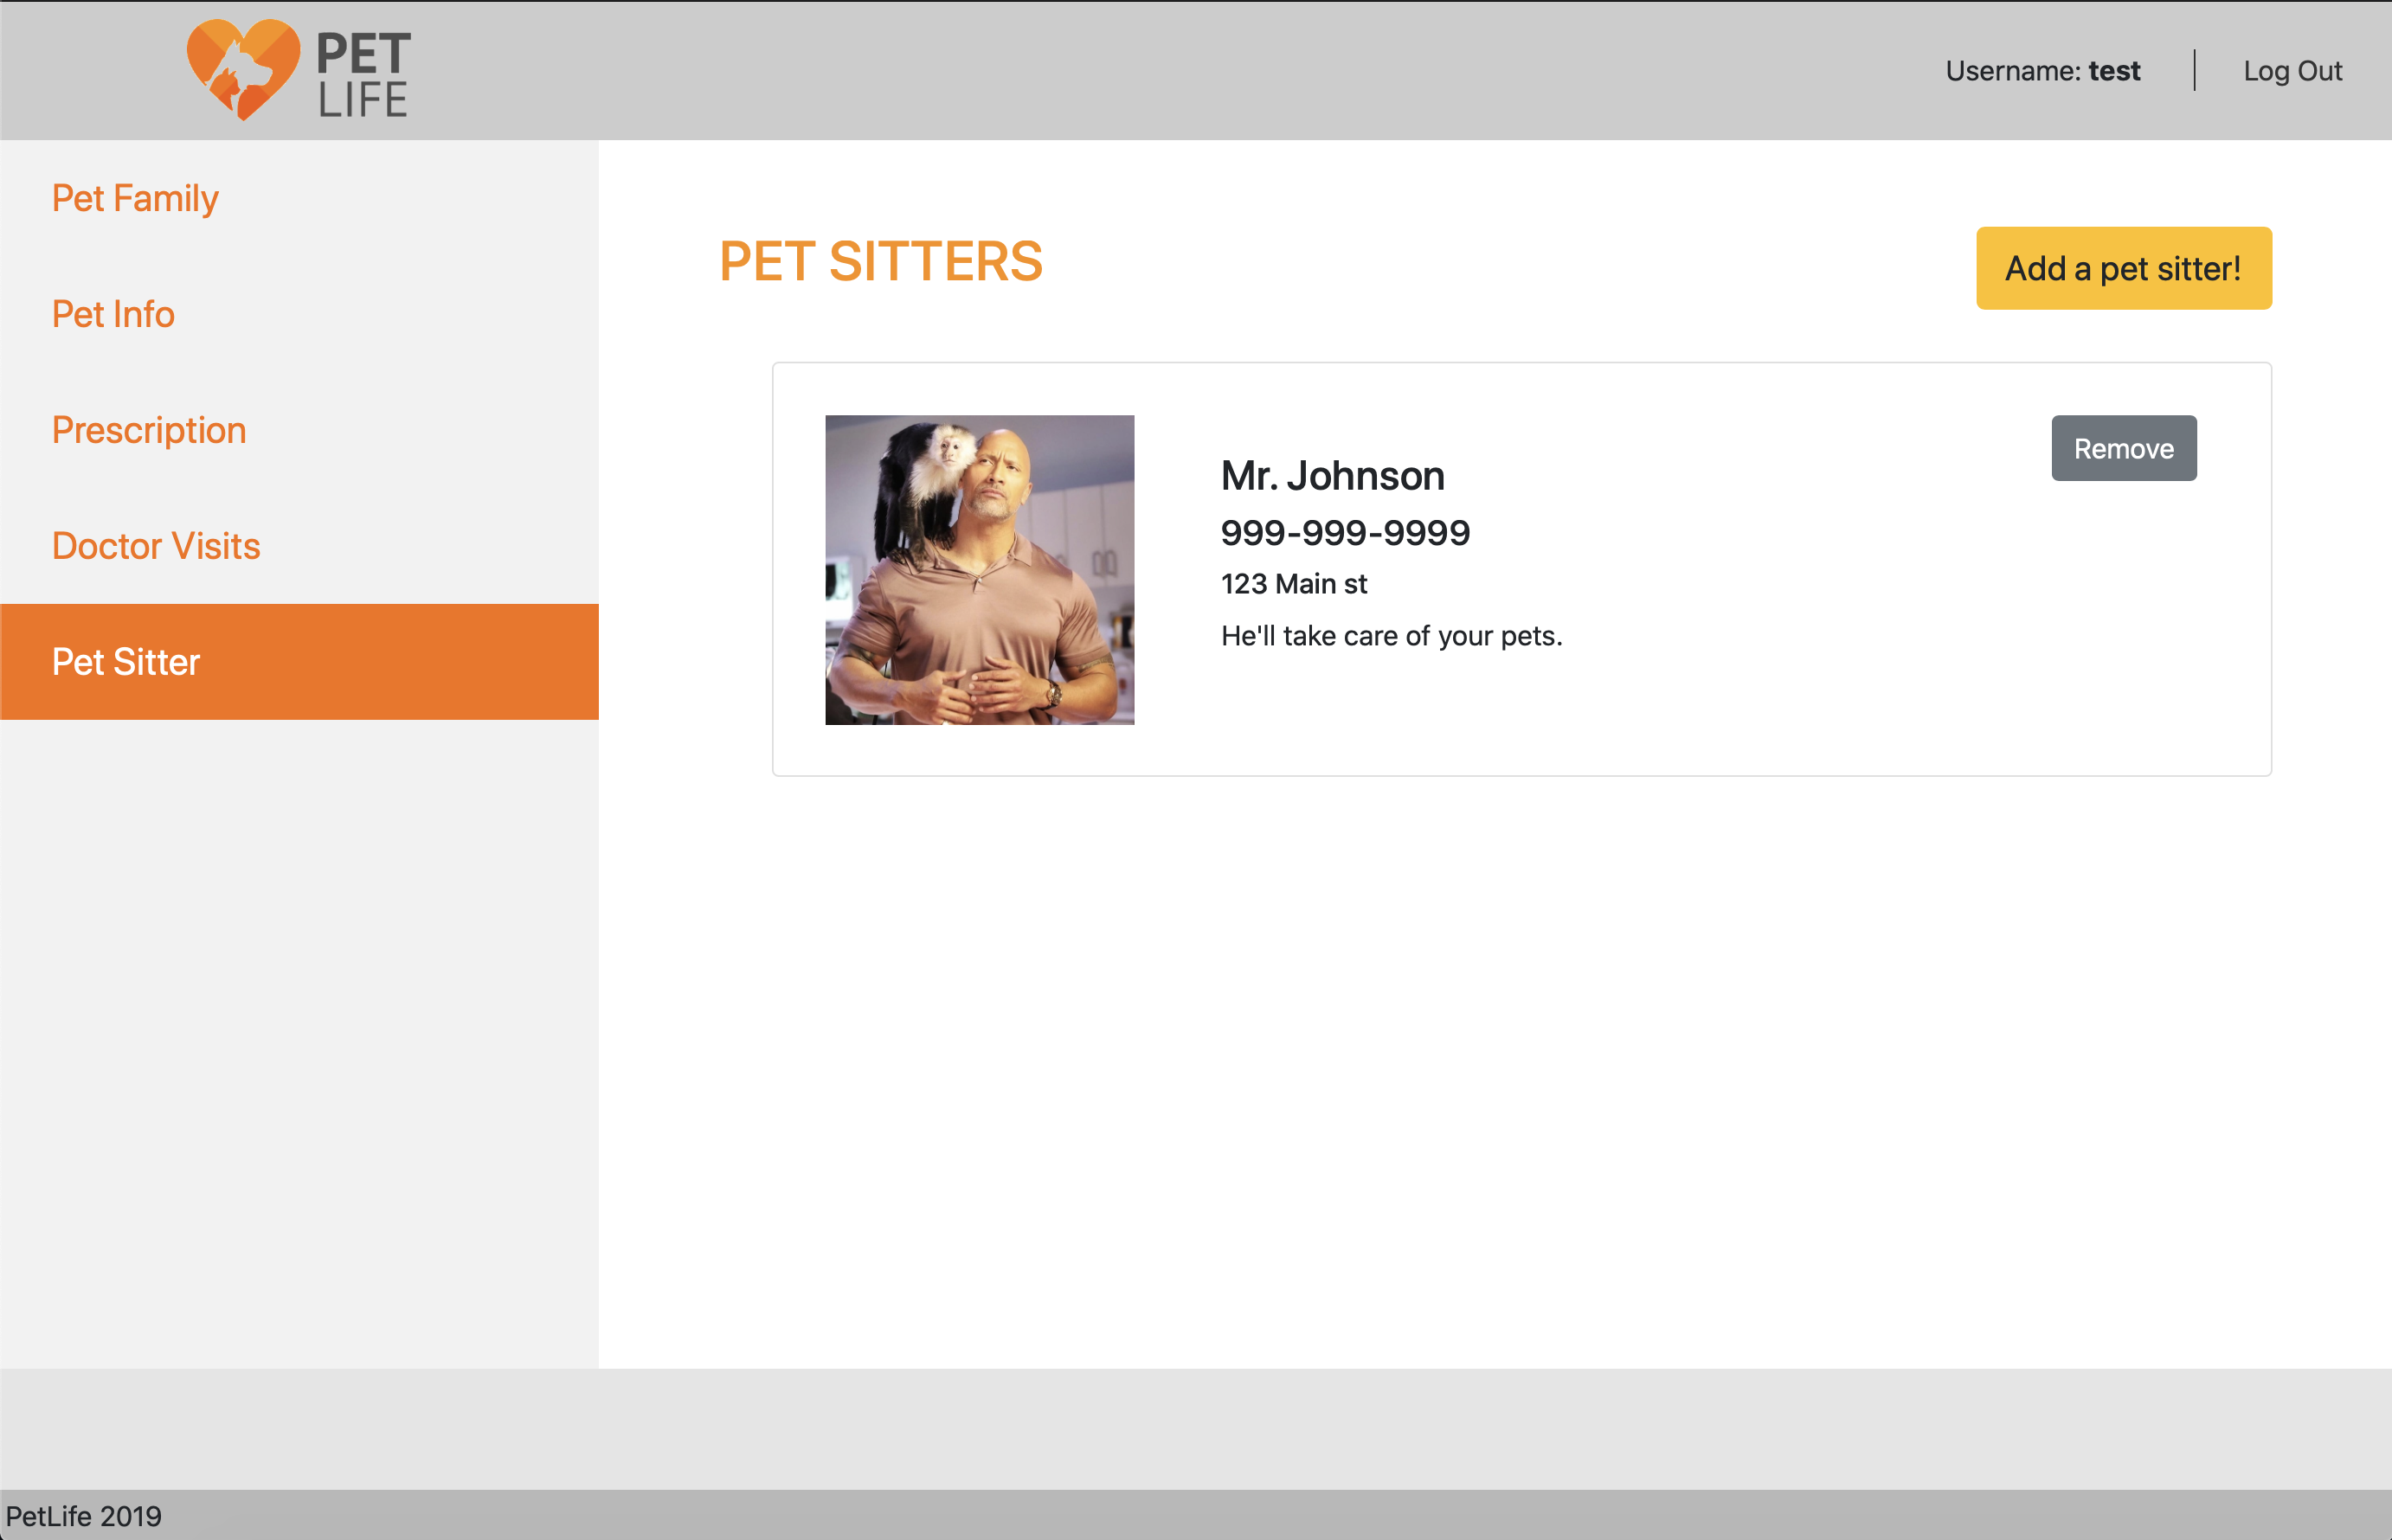 PET
LIFE
Username: test
Log Out
Pet Family
Pet Info
Prescription
Doctor Visits
Pet Sitter
PET SITTERS
Add a pet sitter!
Mr. Johnson
999-999-9999
123 Main st
He'll take care of your pets.
Remove
PetLife 2019